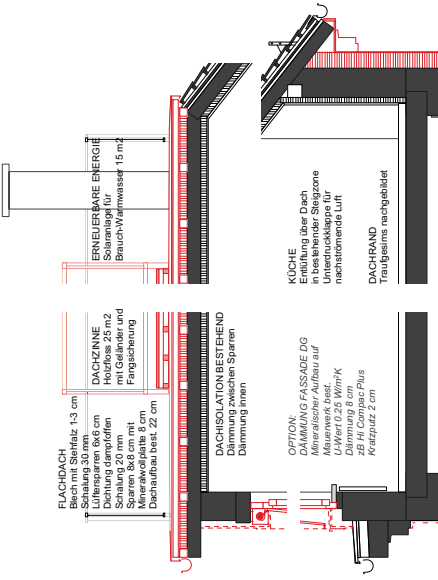 FLACHDACH
Blech mit Stehfalz 1-3 cm
Schalung 30 mm
Lüftersparren 6x6 cm
Dichtung dampfoffen
Schalung 20 mm
Sparren 8x8 cm mit
Mineralwollplatte 8 cm
Dachaufbau best. 22 cm
DACHZINNE
Holzfloss 25 m2
mit Geländer und
Fangsicherung
ERNEUERBARE ENERGIE
Solaranlage für
Brauch-Warmwasser 15 m2
DACHISOLATION BESTEHEND
Dämmung zwischen Sparren
Dämmung innen
OPTION:
DÄMMUNG FASSADE DG
Mineralischer Aufbau auf
Mauerwerk best.
U-Wert 0.25 W/m²K
Dämmung 8 cm
zB Hi Compac Plus
Kratzputz 2 cm
KÜCHE
Entlüftung über Dach
in bestehender Steigzone
Unterdruckklappe für
nachströmende Luft
DACHRAND
Traufgesims nachgebildet